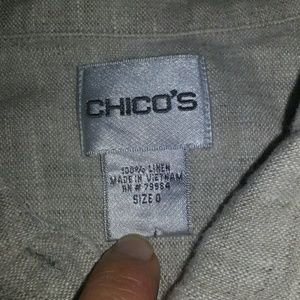 CHICO'S
100% LINEN
MADE IN VIETNAM
RN # 79984
SIZE 0